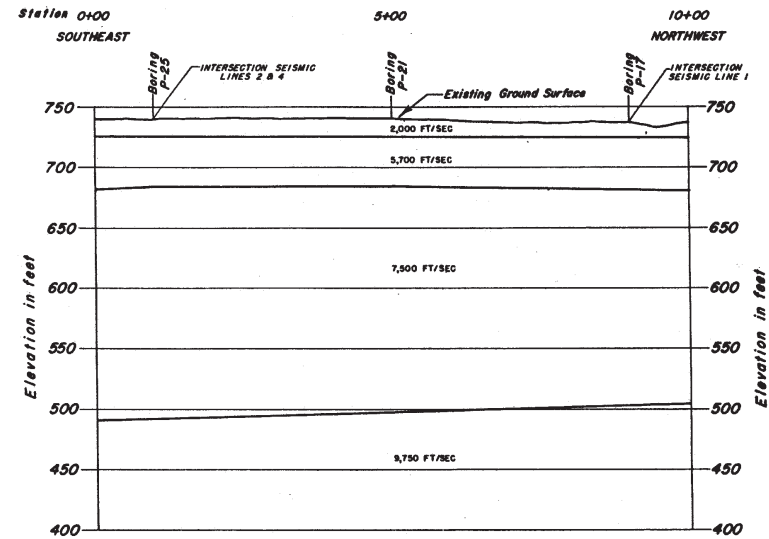 Station 0+00 5+00 10+00
SOUTHEAST NORTHWEST
Boring
P-25
INTERSECTION SEISMIC
LINES 2 & 4
Boring
P-21
Existing Ground Surface
Boring
P-17
INTERSECTION
SEISMIC LINE 1
750 750
2,000 FT/SEC
5,700 FT/SEC
700 700
650 650
7,500 FT/SEC
600 600
550 550
500 500
9,750 FT/SEC
450 450
400 400
Elevation in feet
Elevation in feet